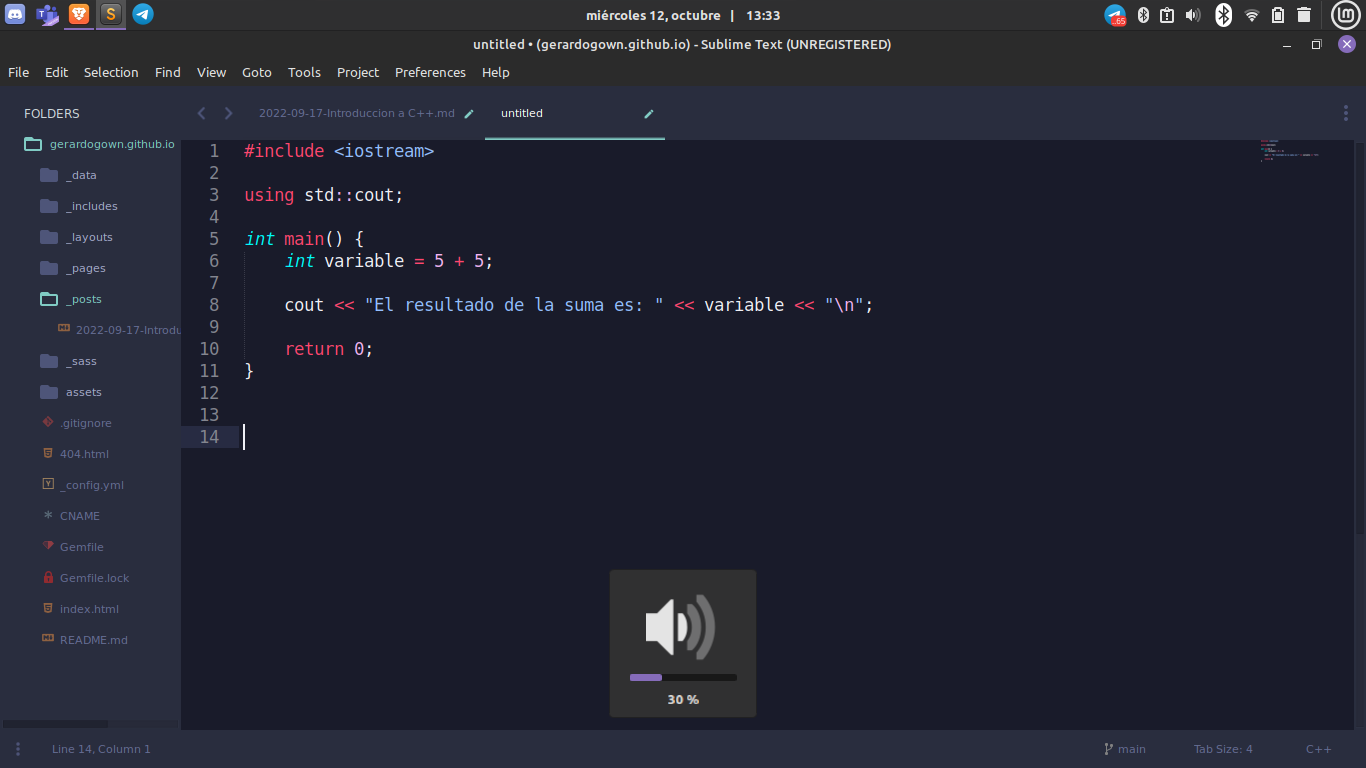 miércoles 12, octubre | 13:33
.65
untitled • (gerardogown.github.io) - Sublime Text (UNREGISTERED)
File Edit Selection Find View Goto Tools Project Preferences Help
FOLDERS
gerardogown.github.io
_data
_includes
_layouts
_pages
_posts
2022-09-17-Introdu
_sass
assets
.gitignore
404.html
_config.yml
CNAME
Gemfile
Gemfile.lock
index.html
README.md
2022-09-17-Introduccion a C++.md untitled
1 #include <iostream>
2
3 using std::cout;
4
5 int main() {
6 int variable = 5 + 5;
7
8 cout << "El resultado de la suma es: " << variable << "\n";
9
10 return 0;
11 }
12
13
14
30 %
Line 14, Column 1 main Tab Size: 4 C++